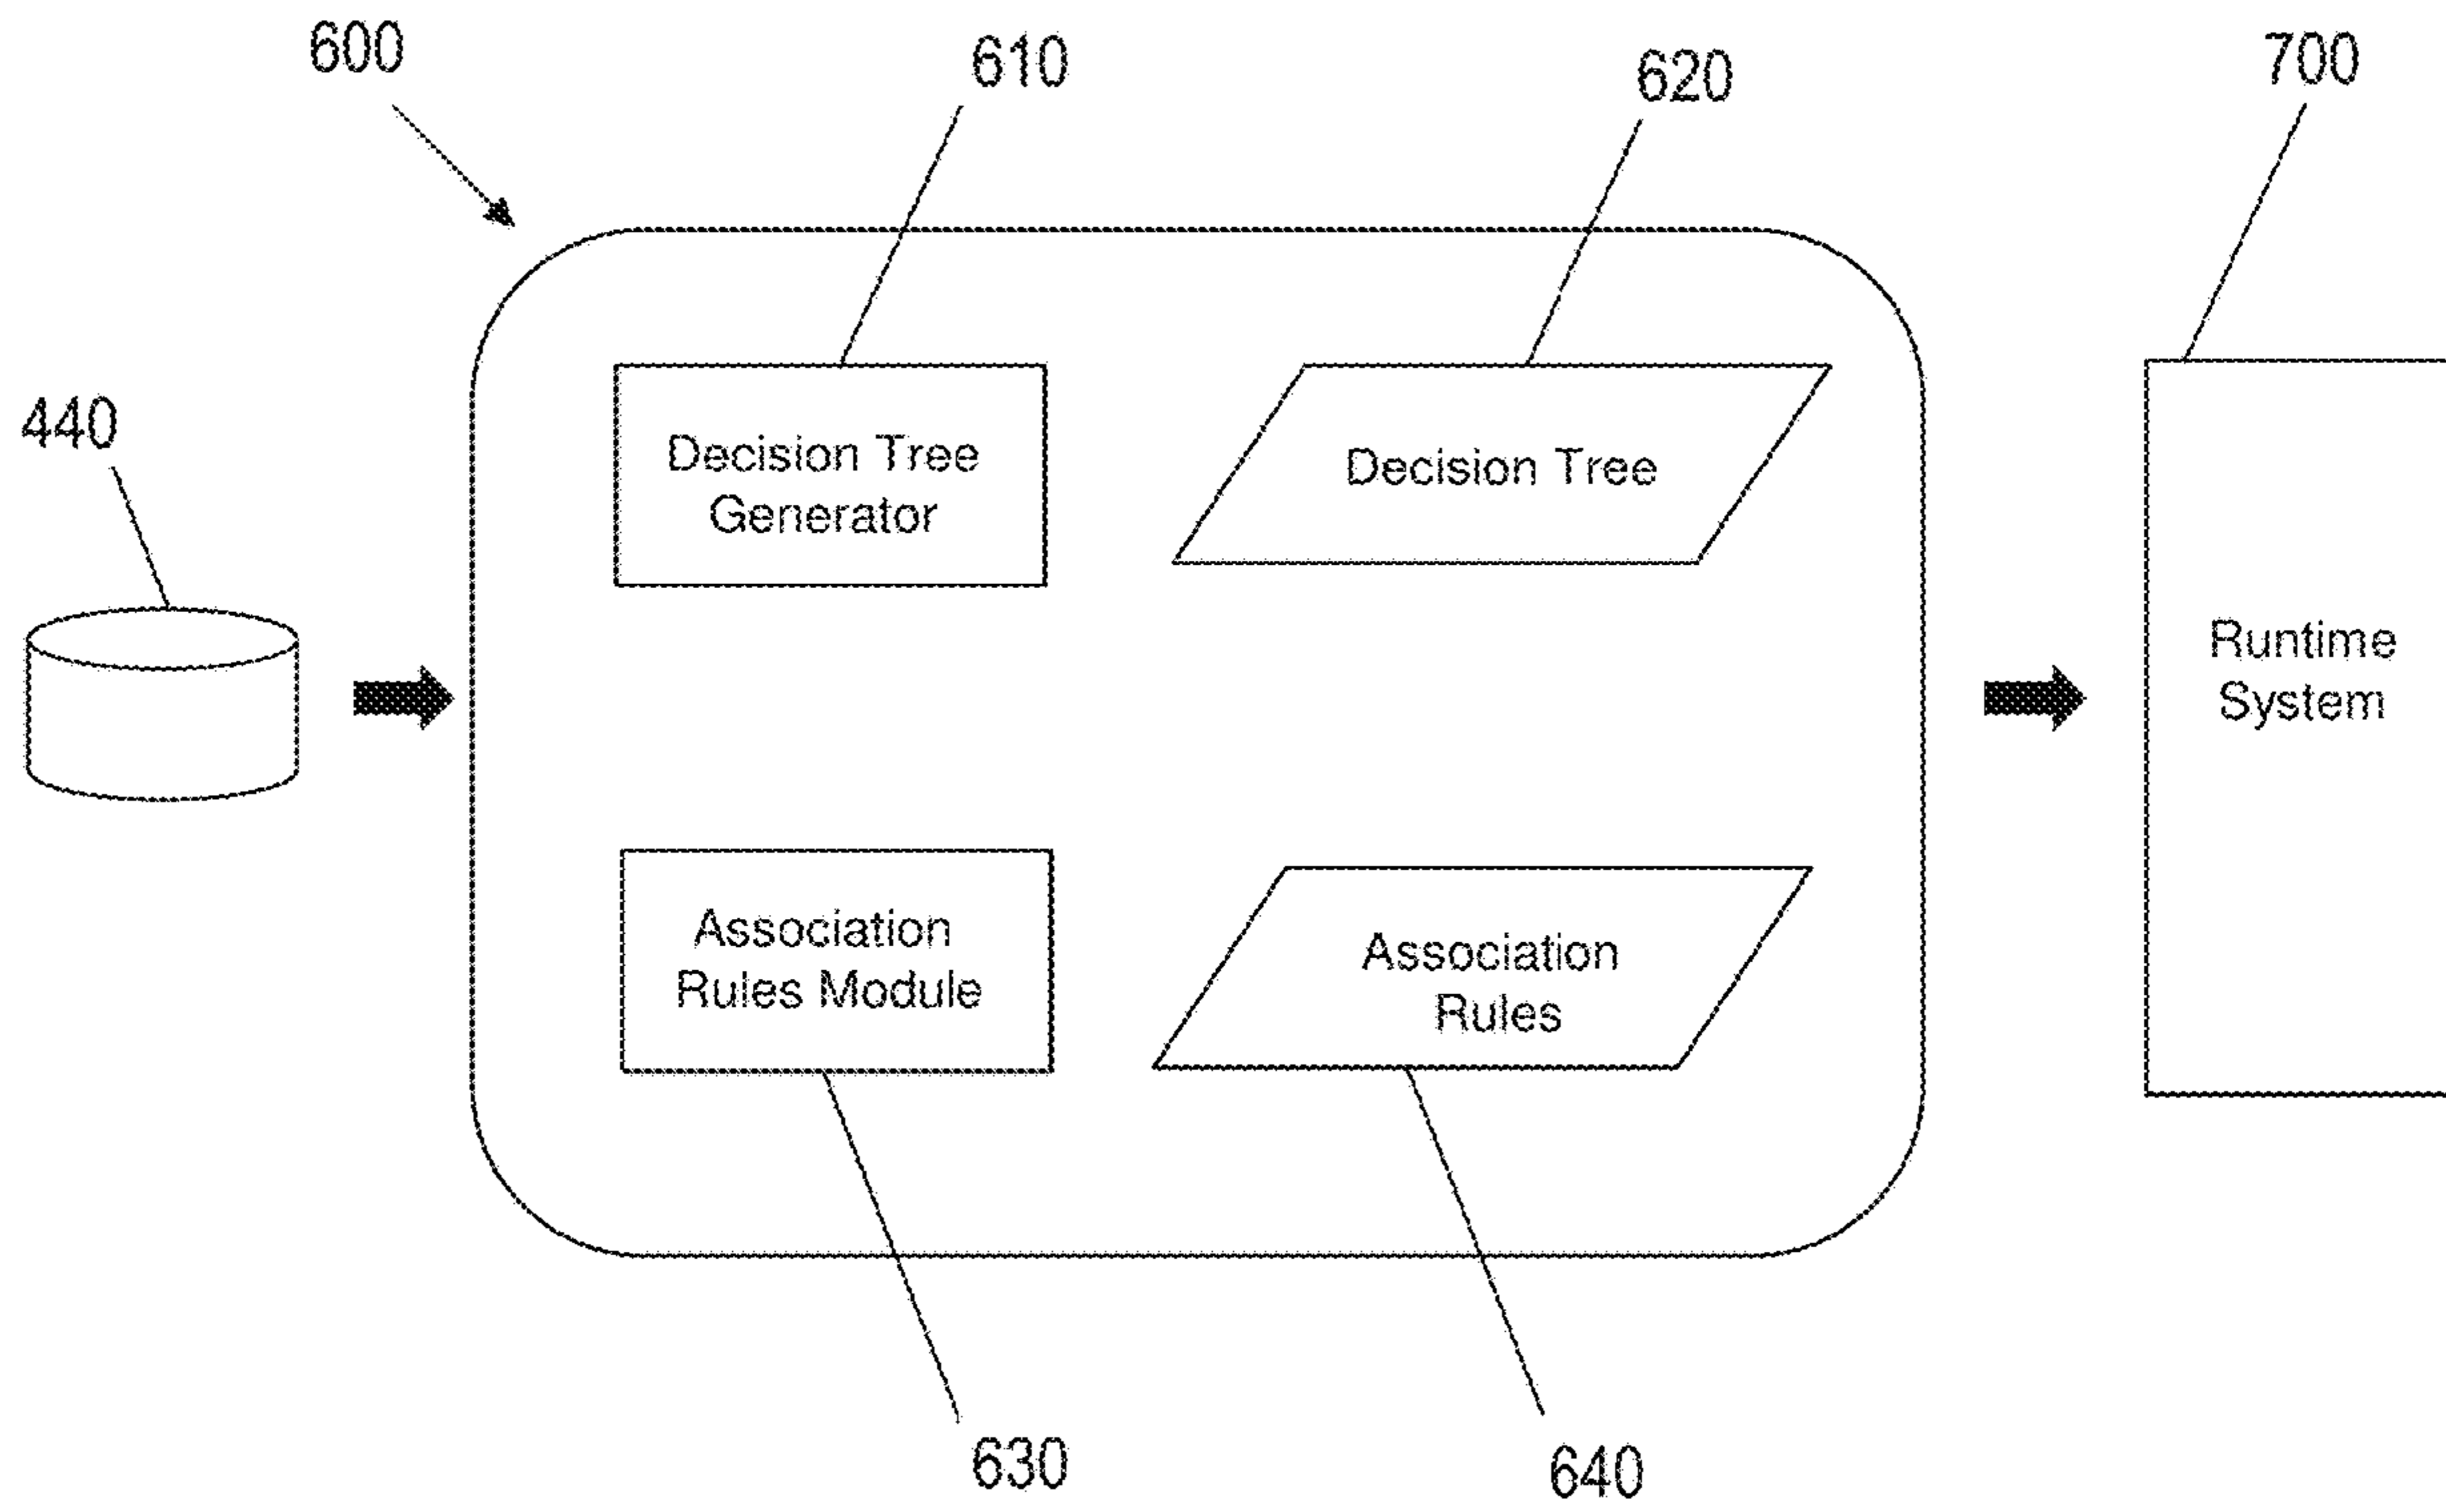 600
610
620
700
440
Decision Tree
Generator
Decision Tree
Runtime
System
Association
Rules Module
Association
Rules
630
640